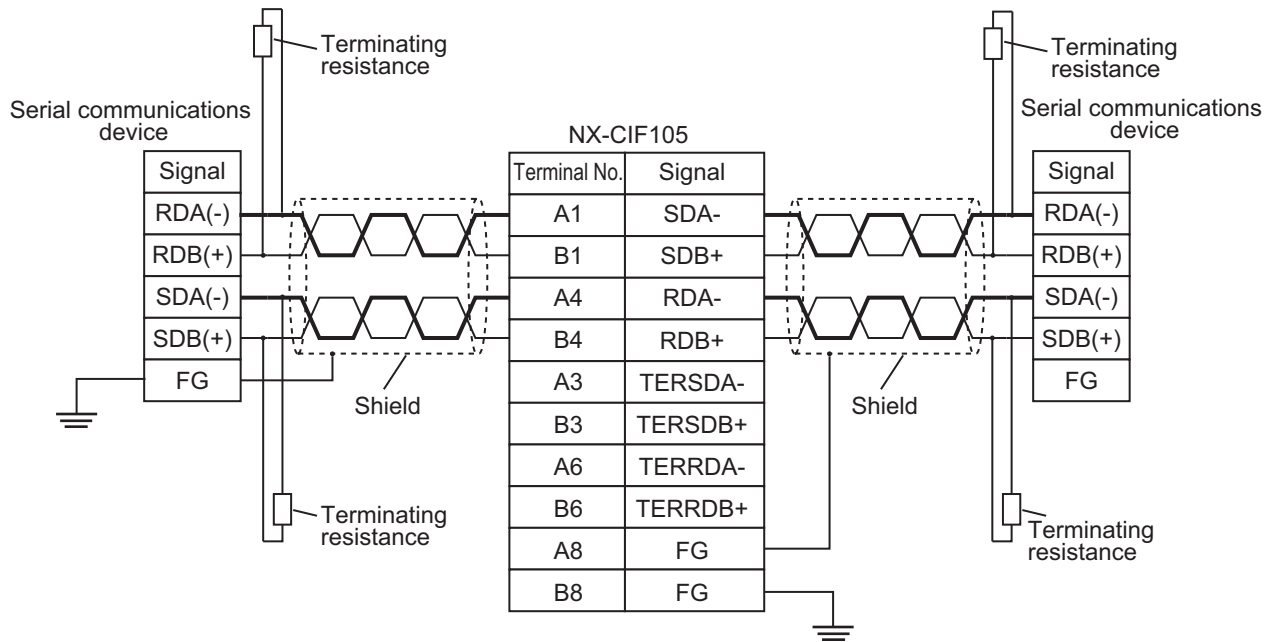 Terminating
resistance
Terminating
resistance
Serial communications
device
Serial communications
device
NX-CIF105
Signal
RDA(-)
RDB(+)
SDA(-)
SDB(+)
FG
Shield
Terminating
resistance
Terminal No. Signal
A1 SDA-
B1 SDB+
A4 RDA-
B4 RDB+
A3 TERSDA-
B3 TERSDB+
A6 TERRDA-
B6 TERRDB+
A8 FG
B8 FG
Shield
Signal
RDA(-)
RDB(+)
SDA(-)
SDB(+)
FG
Terminating
resistance